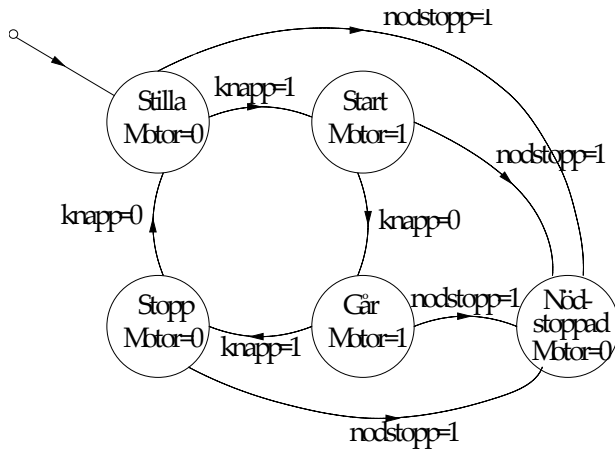 nodstopp=1
Stilla
Motor=0
knapp=1
Start
Motor=1
nodstopp=1
knapp=0
knapp=0
Stopp
Motor=0
knapp=1
Går
Motor=1
nodstopp=1
Nöd-
stoppad
Motor=0
nodstopp=1